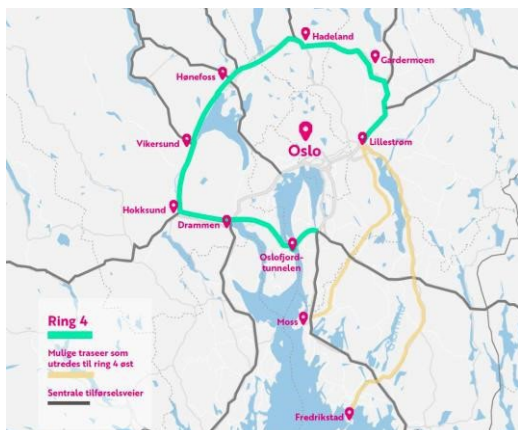 Hadeland
Gardermoen
Hønefoss
Oslo
Vikersund
Lillestrøm
Hokksund
Drammen
Oslofjord-
tunnelen
Moss
Fredrikstad
Ring 4
Mulige traseer som
utredes til ring 4 øst
Sentrale tilførselsveier